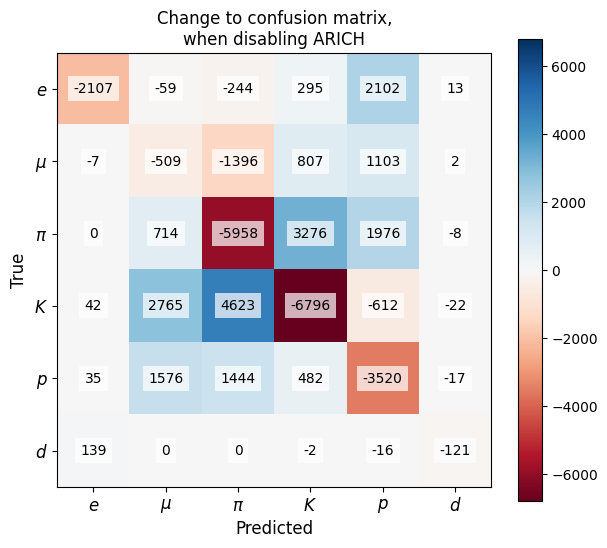 Change to confusion matrix,
when disabling ARICH
e -2107 -59 -244 295 2102 13
μ -7 -509 -1396 807 1103 2
π 0 714 -5958 3276 1976 -8
K 42 2765 4623 -6796 -612 -22
p 35 1576 1444 482 -3520 -17
d 139 0 0 -2 -16 -121
e μ π K p d
Predicted
True
6000
4000
2000
0
−2000
−4000
−6000